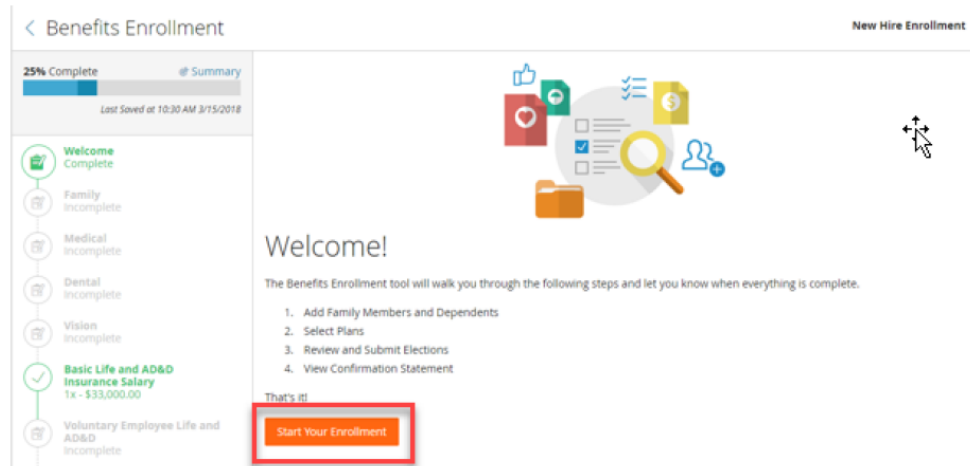 Benefits Enrollment
New Hire Enrollment
25% Complete
Summary
Last Saved at 10:30 AM 3/15/2018
Welcome
Complete
Family
Incomplete
Medical
Incomplete
Dental
Incomplete
Vision
Incomplete
Basic Life and AD&D
Insurance Salary
1x - $33,000.00
Voluntary Employee Life and
AD&D
Incomplete
Welcome!
The Benefits Enrollment tool will walk you through the following steps and let you know when everything is complete.
1. Add Family Members and Dependents
2. Select Plans
3. Review and Submit Elections
4. View Confirmation Statement
That's it!
Start Your Enrollment